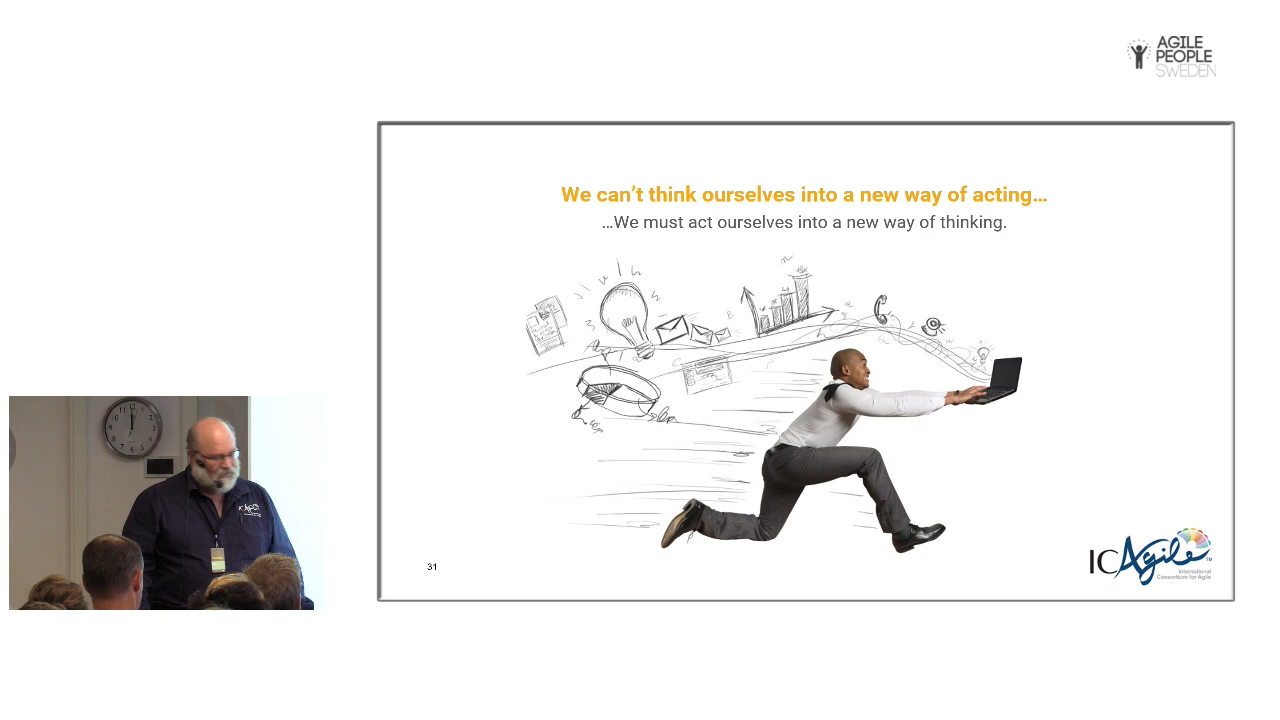 AGILE
PEOPLE
SWEDEN
We can't think ourselves into a new way of acting...
...We must act ourselves into a new way of thinking.
31
ICAgile
TM
International
Consortium for Agile